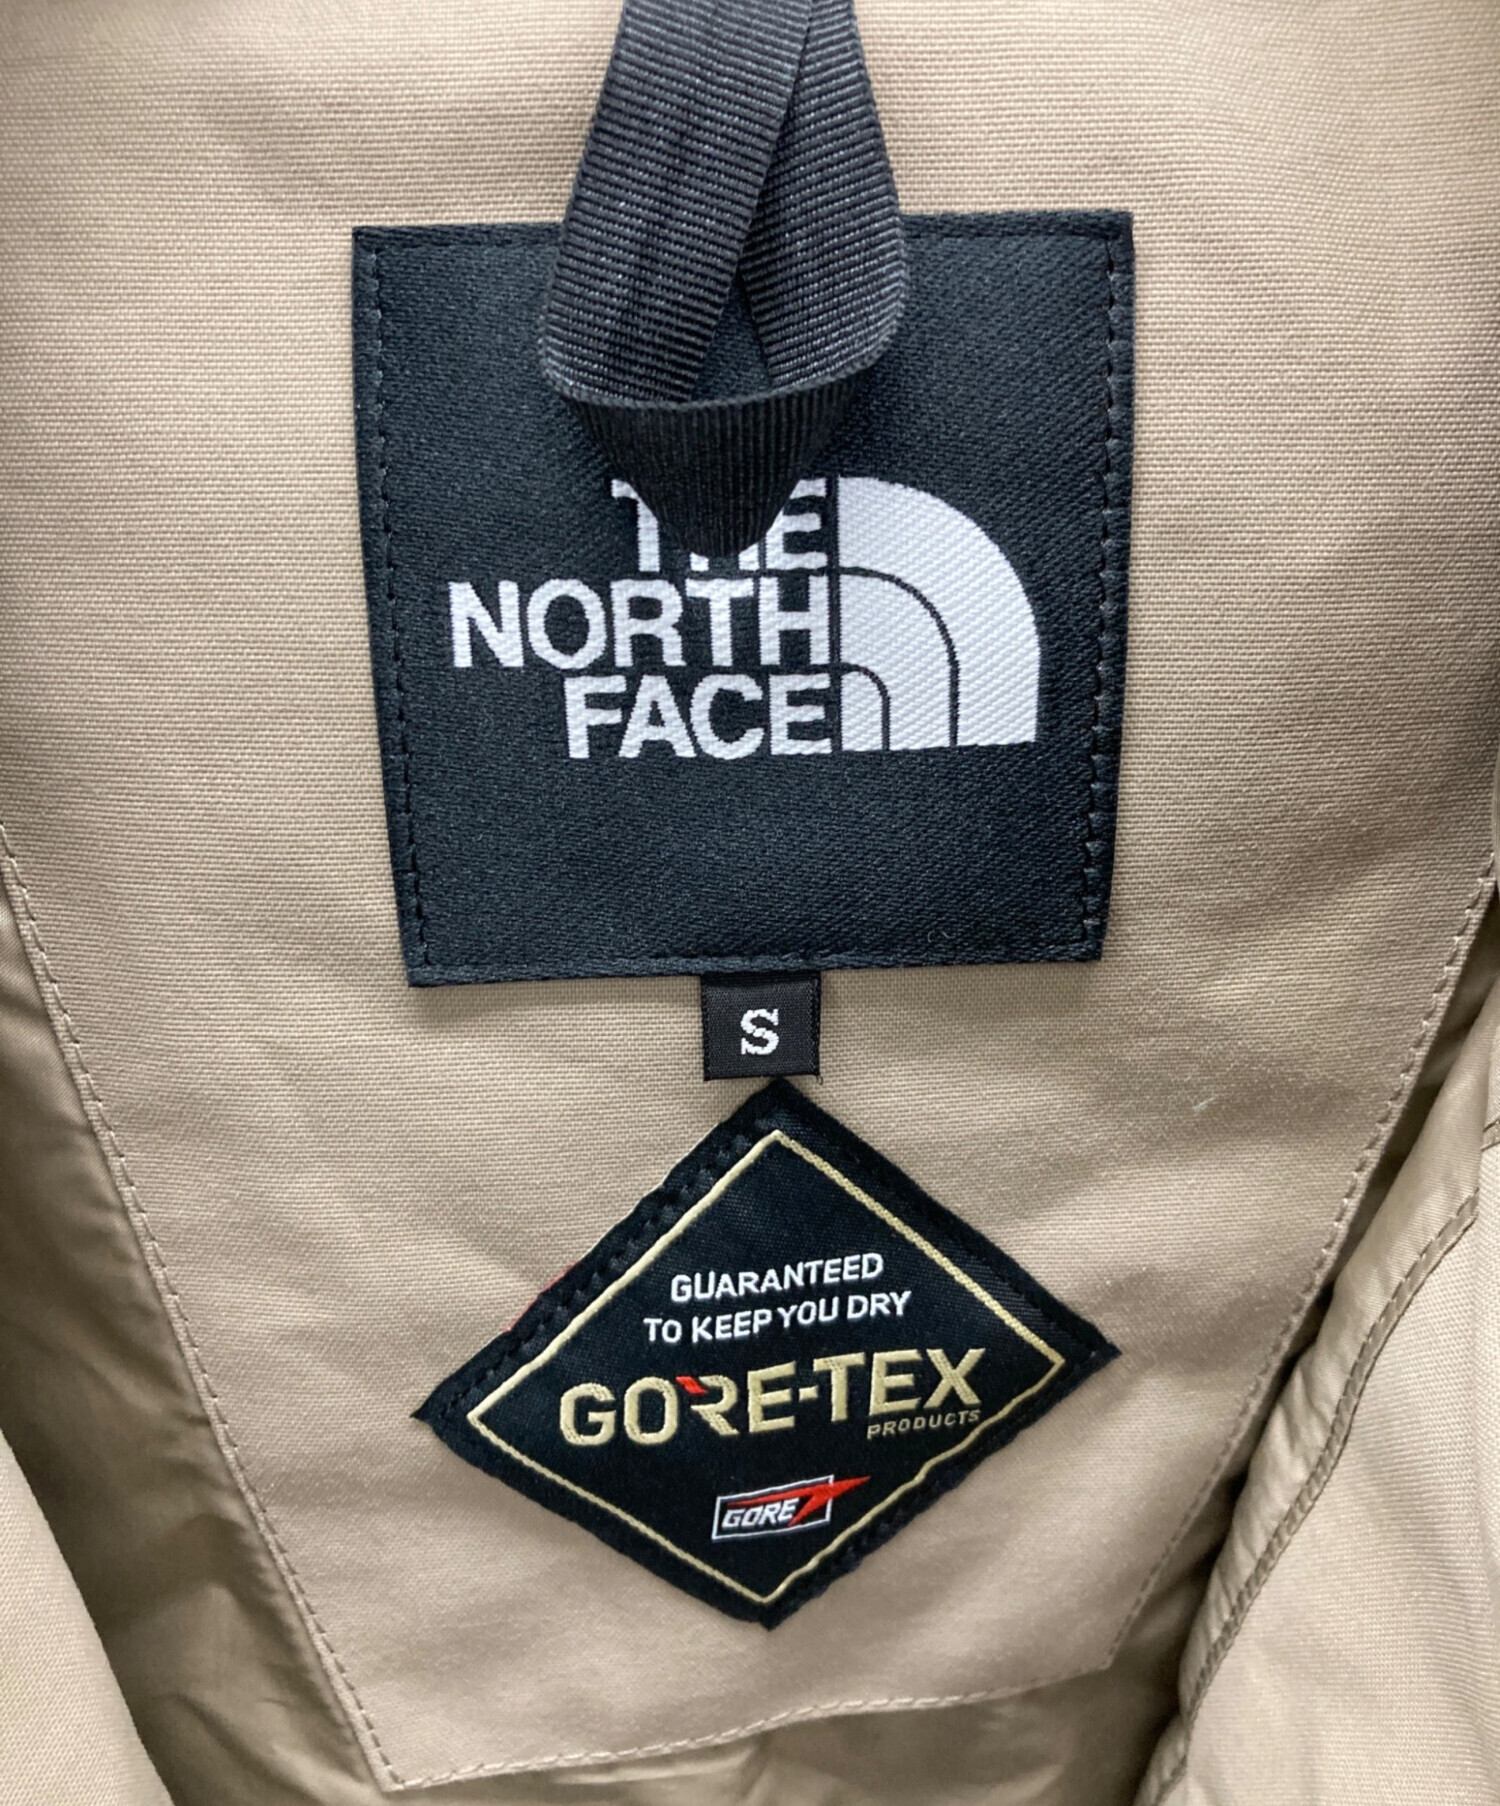 THE
NORTH
FACE
S
GUARANTEED
TO KEEP YOU DRY
GORE-TEX
PRODUCTS
GORE